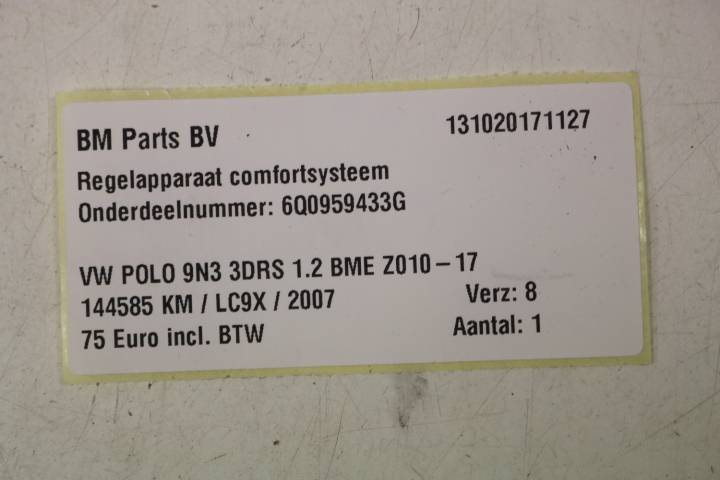 BM Parts BV 131020171127
Regelapparaat comfortsysteem
Onderdeelnummer: 6Q0959433G
VW POLO 9N3 3DRS 1.2 BME Z010-17
144585 KM / LC9X / 2007 Verz: 8
75 Euro incl. BTW Aantal: 1